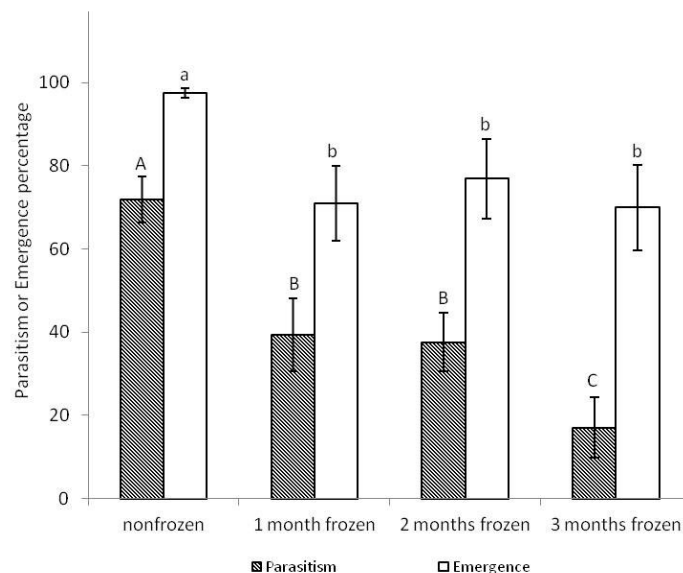 Parasitism or Emergence percentage
100
80
60
40
20
0
A
a
B
b
B
b
C
b
nonfrozen
1 month frozen
2 months frozen
3 months frozen
Parasitism
Emergence